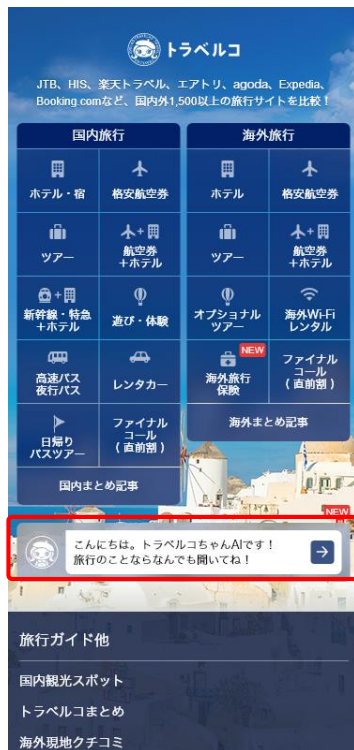 トラベルコ
JTB、HIS、楽天トラベル、エアトリ、agoda、Expedia、
Booking.comなど、国内外1,500以上の旅行サイトを比較！
国内旅行
海外旅行
ホテル・宿
格安航空券
ホテル
格安航空券
ツアー
航空券
+ホテル
ツアー
航空券
+ホテル
新幹線・特急
+ホテル
遊び・体験
オプショナル
ツアー
海外Wi-Fi
レンタル
高速バス
夜行バス
レンタカー
NEW
海外旅行
保険
ファイナル
コール
(直前割)
日帰り
バスツアー
ファイナル
コール
(直前割)
海外まとめ記事
国内まとめ記事
NEW
こんにちは。トラベルコちゃんAIです！
旅行のことならなんでも聞いてね！
旅行ガイド他
国内観光スポット
トラベルコまとめ
海外現地クチコミ